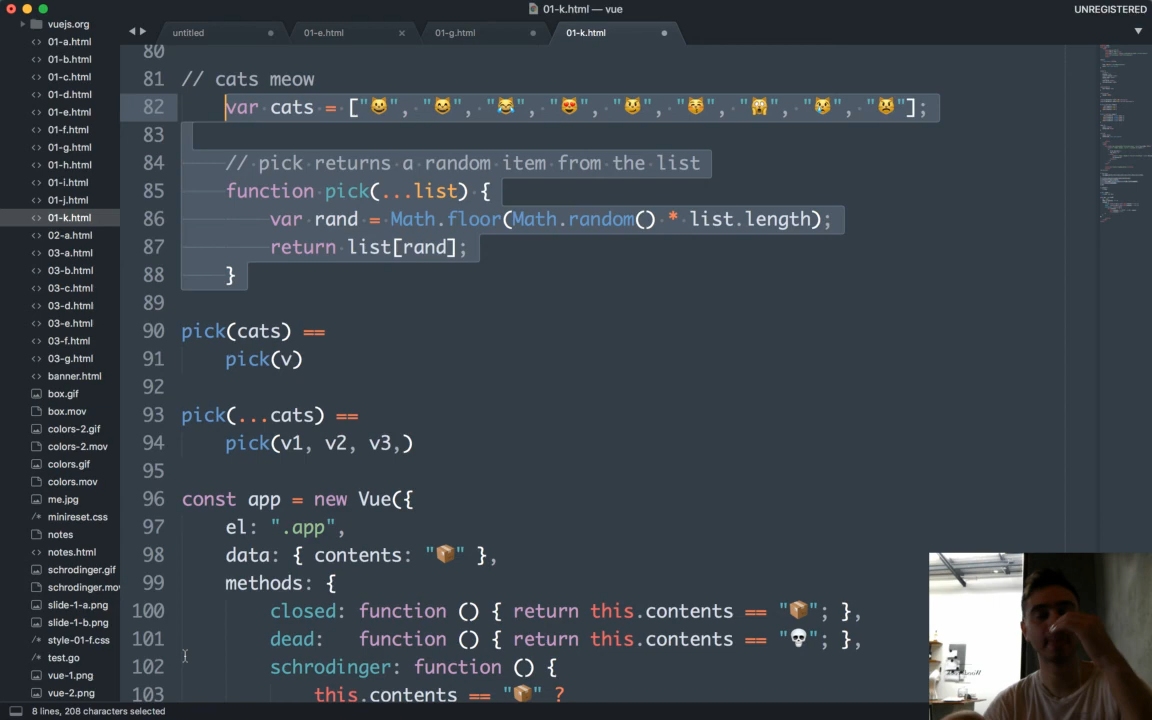 01-k.html — vue
UNREGISTERED
untitled
01-e.html
01-g.html
01-k.html
vuejs.org
01-a.html
01-b.html
01-c.html
01-d.html
01-e.html
01-f.html
01-g.html
01-h.html
01-i.html
01-j.html
01-k.html
02-a.html
03-a.html
03-b.html
03-c.html
03-d.html
03-e.html
03-f.html
03-g.html
banner.html
box.gif
box.mov
colors-2.gif
colors-2.mov
colors.gif
colors.mov
me.jpg
minireset.css
notes
notes.html
schrodinger.gif
schrodinger.mo
slide-1-a.png
slide-1-b.png
style-01-f.css
test.go
vue-1.png
vue-2.png
80
81 // cats meow
82 var cats = ["😺", "😸", "😹", "😻", "😼", "😽", "🙀", "😿", "😾"];
83
84 // pick returns a random item from the list
85 function pick(...list) {
86 var rand = Math.floor(Math.random() * list.length);
87 return list[rand];
88 }
89
90 pick(cats) ==
91 pick(v)
92
93 pick(...cats) ==
94 pick(v1, v2, v3,)
95
96 const app = new Vue({
97 el: ".app",
98 data: { contents: "📦" },
99 methods: {
100 closed: function () { return this.contents == "📦"; },
101 dead: function () { return this.contents == "💀"; },
102 schrodinger: function () {
103 this.contents == "📦" ?
8 lines, 208 characters selected